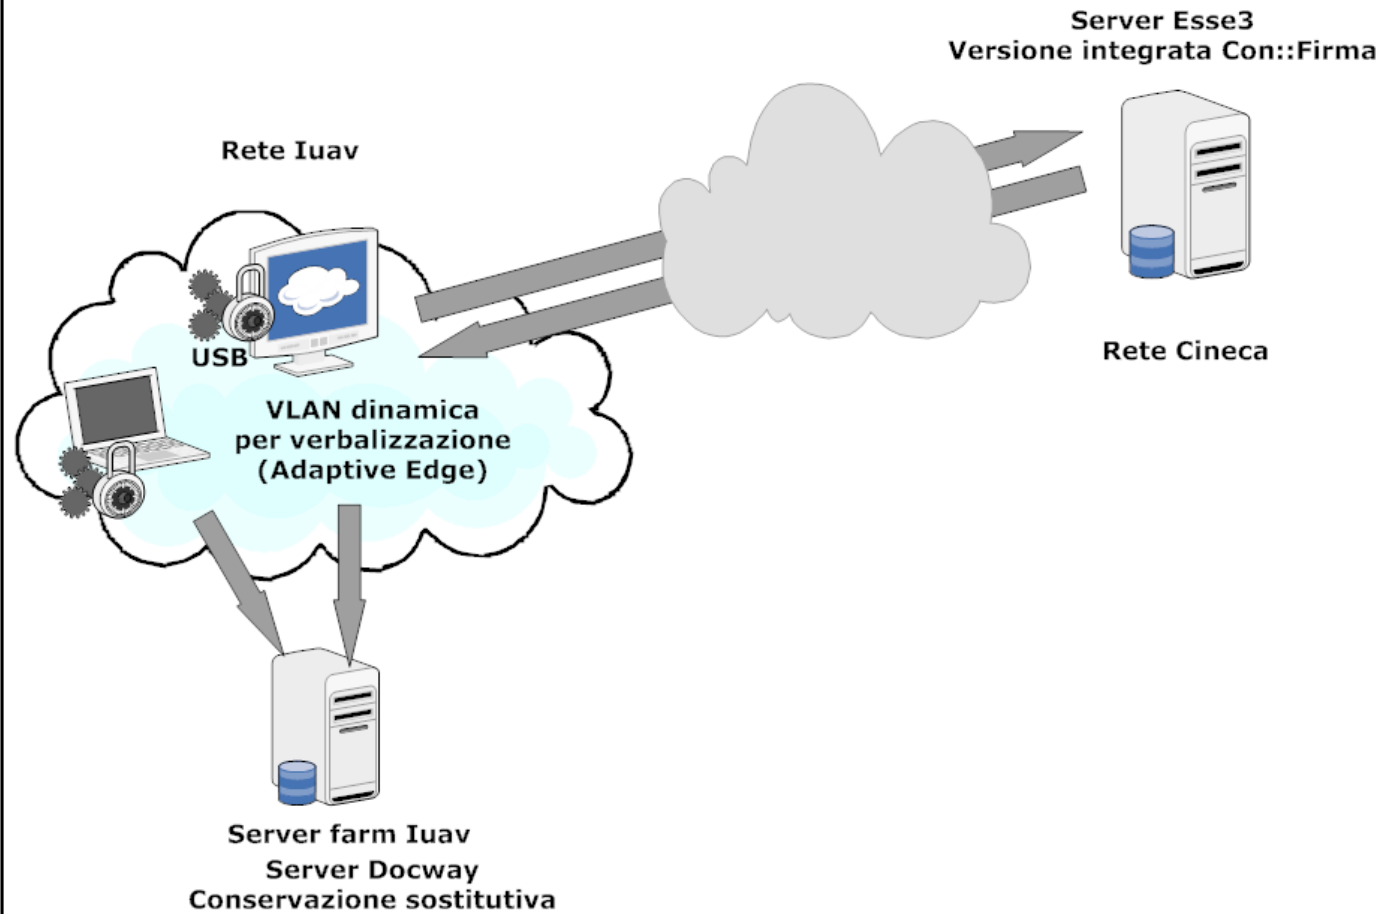 Server Esse3
Versione integrata Con::Firma
Rete Iuav
USB
Rete Cineca
VLAN dinamica
per verbalizzazione
(Adaptive Edge)
Server farm Iuav
Server Docway
Conservazione sostitutiva